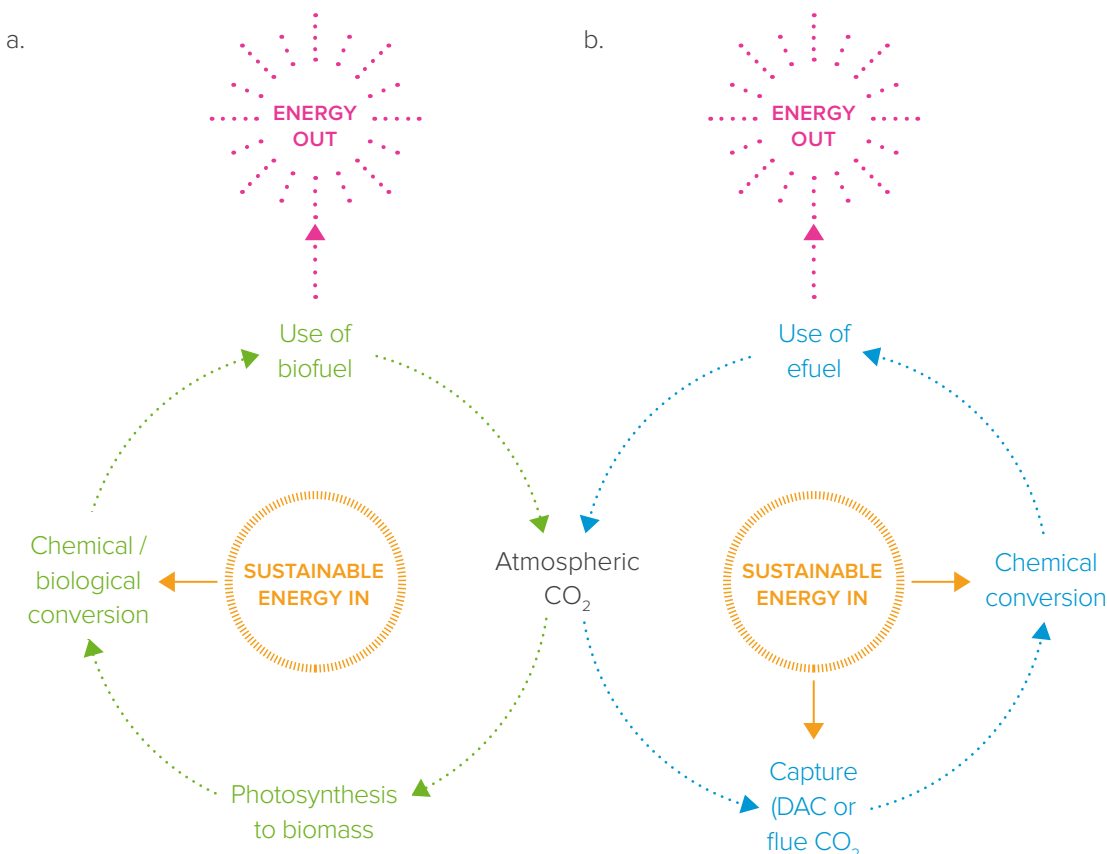 a.
ENERGY
OUT
Use of
biofuel
Chemical /
biological
conversion
SUSTAINABLE
ENERGY IN
Photosynthesis
to biomass
Atmospheric
CO₂
b.
ENERGY
OUT
Use of
efuel
SUSTAINABLE
ENERGY IN
Chemical
conversion
Capture
(DAC or
flue CO₂